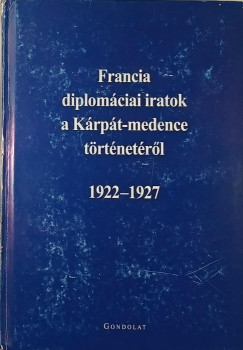 Francia
diplomáciai iratok
a Kárpát-medence
történetéről
1922–1927
GONDOLAT